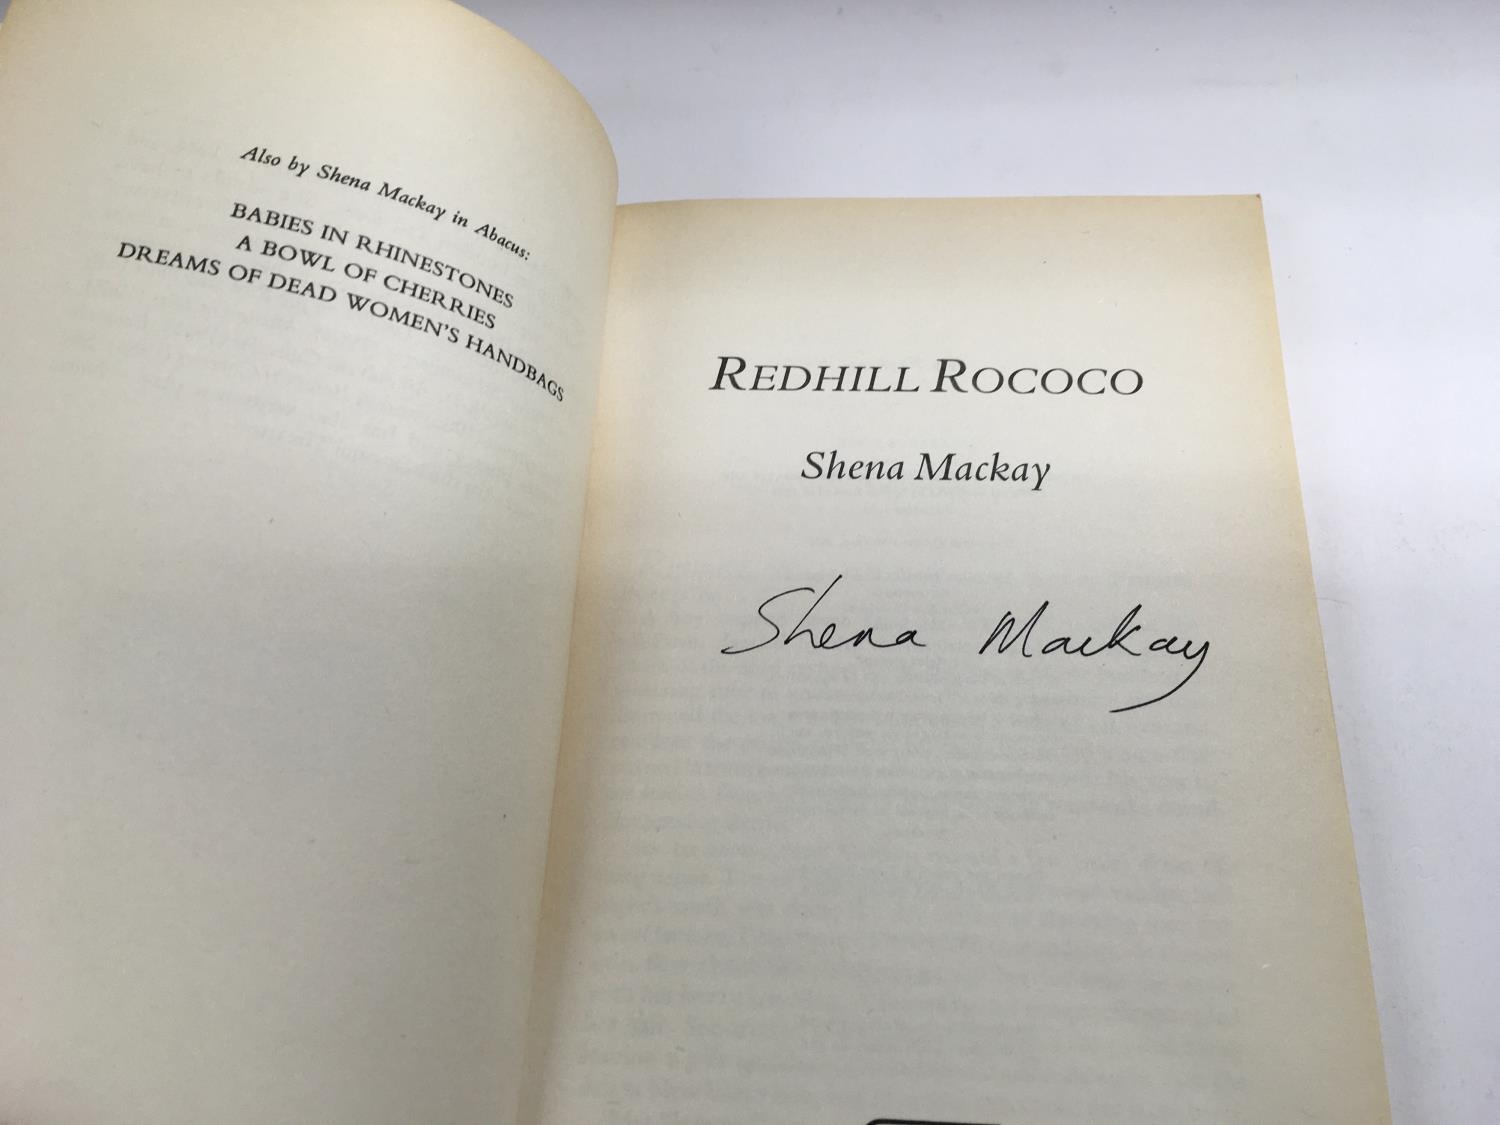 Also by Shena Mackay in Abacus:
BABIES IN RHINESTONES
A BOWL OF CHERRIES
DREAMS OF DEAD WOMEN'S HANDBAGS
REDHILL ROCOCO
Shena Mackay
Shena Mackay